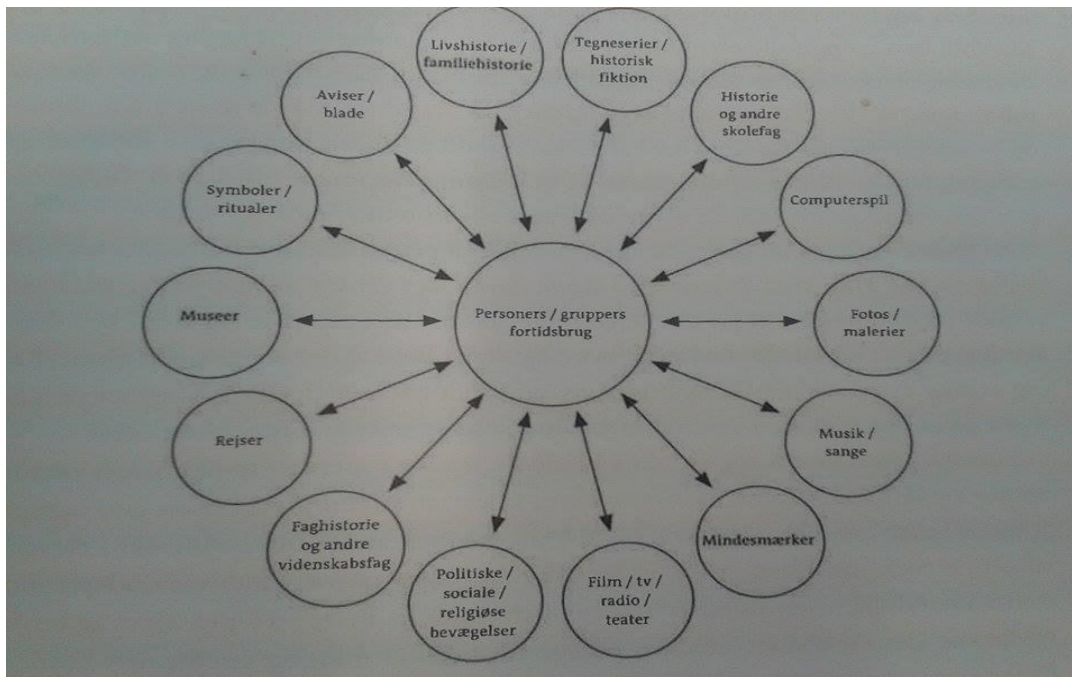 Livshistorie /
familiehistorie
Tegneserier /
historisk
fiktion
Historie
og andre
skolefag
Computerspil
Fotos /
malerier
Musik /
sange
Mindesmærker
Film / tv /
radio /
teater
Politiske /
sociale /
religiøse
bevægelser
Faghistorie
og andre
videnskabsfag
Rejser
Museer
Symboler /
ritualer
Aviser /
blade
Personers / gruppers
fortidsbrug